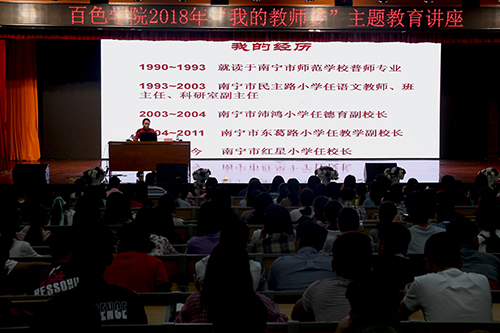 百色学院2018年“我的教师梦”主题教育讲座
我的经历
1990~1993 就读于南宁市师范学校普师专业
1993~2003 南宁市民主路小学任语文教师、班
主任、科研室副主任
2003~2004 南宁市沛鸿小学任德育副校长
04~2011 南宁市东葛路小学任教学副校长
今 南宁市红星小学任校长